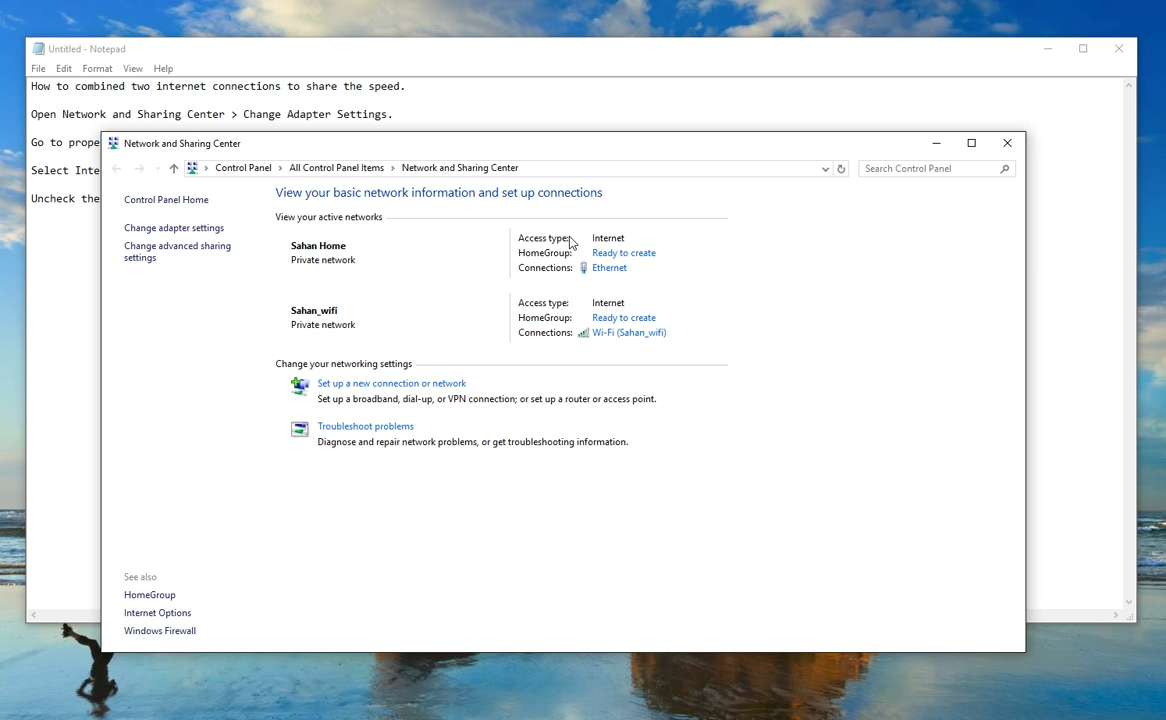 Untitled - Notepad
File Edit Format View Help
How to combined two internet connections to share the speed.
Open Network and Sharing Center > Change Adapter Settings.
Go to prope
Select Inte
Uncheck the
Network and Sharing Center
Control Panel > All Control Panel Items > Network and Sharing Center
Search Control Panel
Control Panel Home
Change adapter settings
Change advanced sharing
settings
View your basic network information and set up connections
View your active networks
Sahan Home
Private network
Access type: Internet
HomeGroup: Ready to create
Connections: Ethernet
Sahan_wifi
Private network
Access type: Internet
HomeGroup: Ready to create
Connections: Wi-Fi (Sahan_wifi)
Change your networking settings
Set up a new connection or network
Set up a broadband, dial-up, or VPN connection; or set up a router or access point.
Troubleshoot problems
Diagnose and repair network problems, or get troubleshooting information.
See also
HomeGroup
Internet Options
Windows Firewall